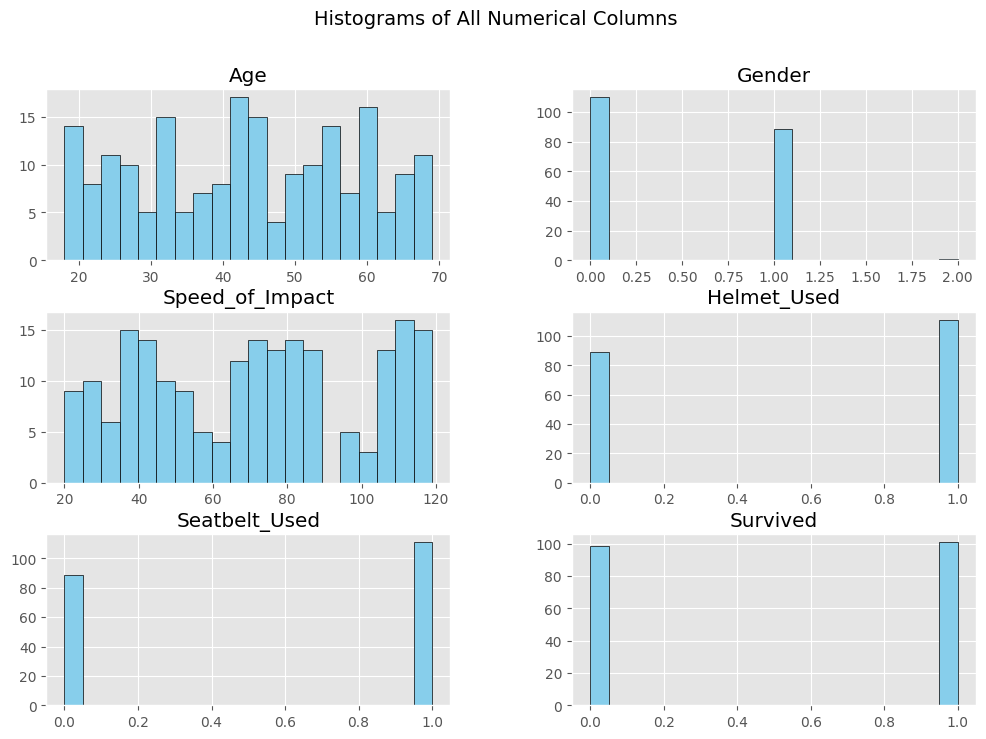 Histograms of All Numerical Columns
Age
Gender
15
10
5
0
20 30 40 50 60 70
100
80
60
40
20
0
0.00 0.25 0.50 0.75 1.00 1.25 1.50 1.75 2.00
Speed_of_Impact
Helmet_Used
15
10
5
0
20 40 60 80 100 120
100
80
60
40
20
0
0.0 0.2 0.4 0.6 0.8 1.0
Seatbelt_Used
Survived
100
80
60
40
20
0
0.0 0.2 0.4 0.6 0.8 1.0
100
80
60
40
20
0
0.0 0.2 0.4 0.6 0.8 1.0